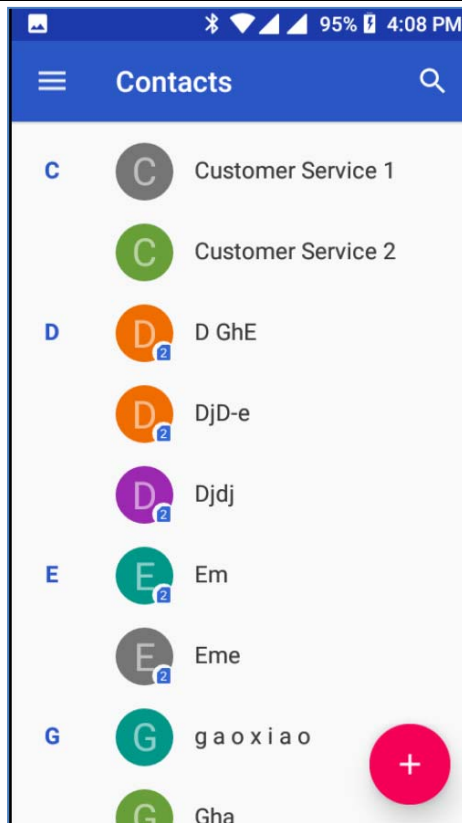 95% 4:08 PM
Contacts
C C Customer Service 1
C Customer Service 2
D D 2 D GhE
D 2 DjD-e
D 2 Djdj
E E 2 Em
E 2 Eme
G G g a o x i a o
G Gha